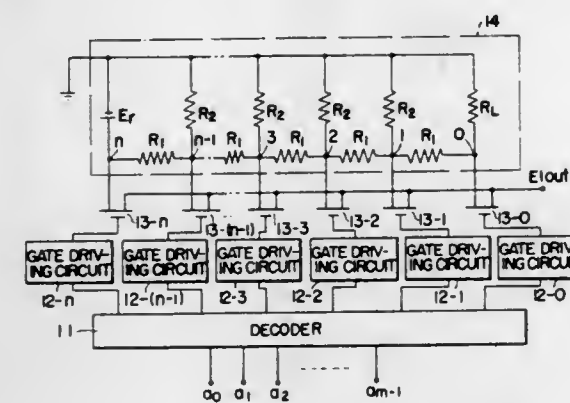 14
Er
R2 R2 R2 R2 RL
n R1 n-1 R1 3 R1 2 R1 1 R1 0
E1out
13-n 13-(n-1) 13-3 13-2 13-1 13-0
GATE DRIV-
ING CIRCUIT
GATE DRIV-
ING CIRCUIT
GATE DRIV-
ING CIRCUIT
GATE DRIV-
ING CIRCUIT
GATE DRIV-
ING CIRCUIT
GATE DRIV-
ING CIRCUIT
12-n 12-(n-1) 12-3 12-2 12-1 12-0
11 DECODER
a0 a1 a2 am-1